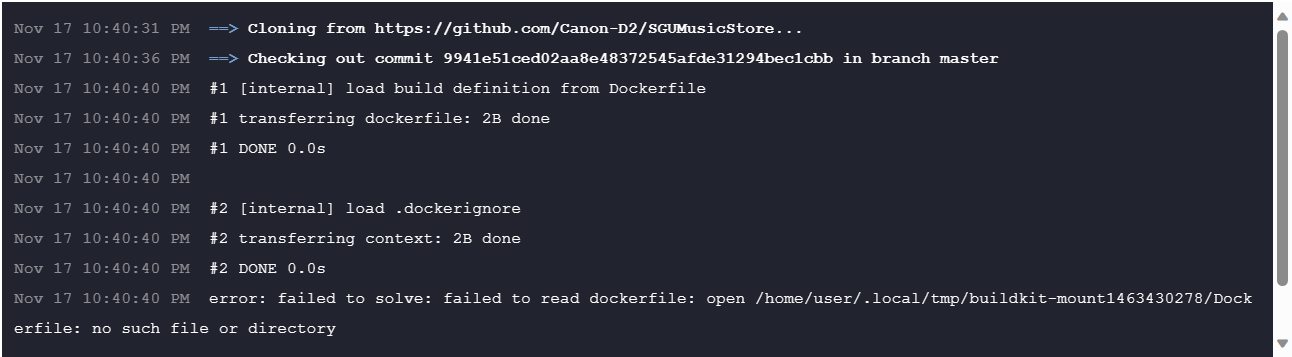 Nov 17 10:40:31 PM ==> Cloning from https://github.com/Canon-D2/SGUMusicStore...
Nov 17 10:40:36 PM ==> Checking out commit 9941e51ced02aa8e48372545afde31294bec1cbb in branch master
Nov 17 10:40:40 PM #1 [internal] load build definition from Dockerfile
Nov 17 10:40:40 PM #1 transferring dockerfile: 2B done
Nov 17 10:40:40 PM #1 DONE 0.0s
Nov 17 10:40:40 PM
Nov 17 10:40:40 PM #2 [internal] load .dockerignore
Nov 17 10:40:40 PM #2 transferring context: 2B done
Nov 17 10:40:40 PM #2 DONE 0.0s
Nov 17 10:40:40 PM error: failed to solve: failed to read dockerfile: open /home/user/.local/tmp/buildkit-mount1463430278/Dock
erfile: no such file or directory